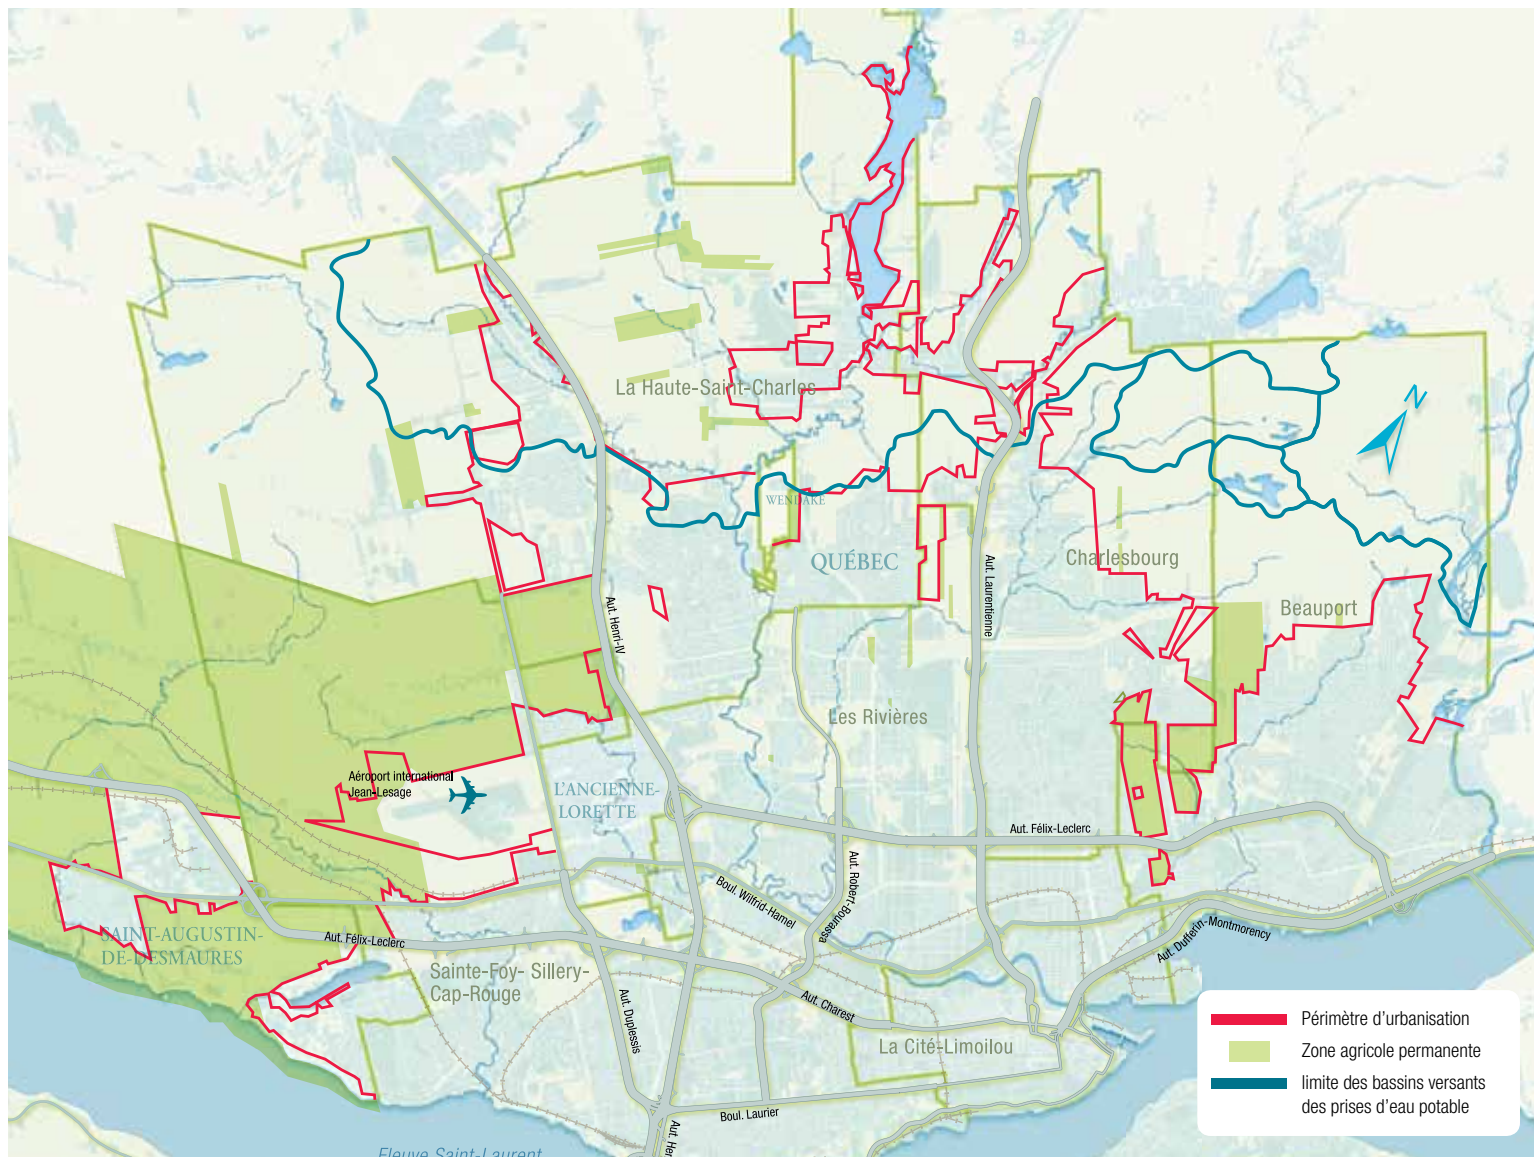 N
La Haute-Saint-Charles
WENDAKE
QUÉBEC
Charlesbourg
Beauport
Aut. Laurentienne
Aut. Henri-IV
Les Rivières
Aéroport international
Jean-Lesage
L'ANCIENNE-
LORETTE
Aut. Félix-Leclerc
Aut. Robert-Bourassa
Boul. Wilfrid-Hamel
SAINT-AUGUSTIN-
DE-DESMAURES
Aut. Félix-Leclerc
Aut. Dufferin-Montmorency
Sainte-Foy- Sillery-
Cap-Rouge
Aut. Duplessis
Aut. Charest
La Cité-Limoilou
Boul. Laurier
Aut. Her
Fleuve Saint-Laurent
Périmètre d'urbanisation
Zone agricole permanente
limite des bassins versants
des prises d'eau potable